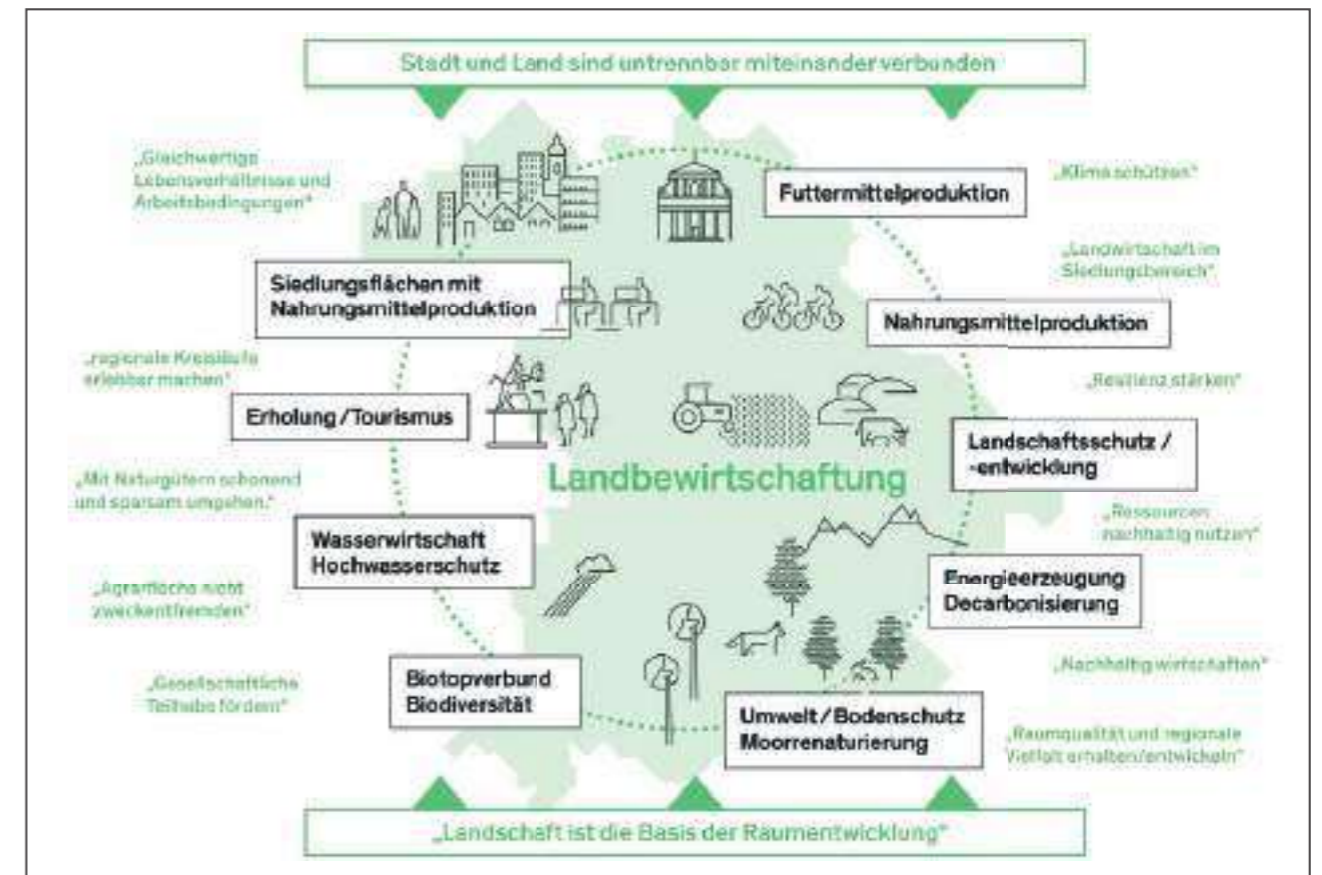 Stadt und Land sind untrennbar miteinander verbunden
„Gleichwertige
Lebensverhältnisse und
Arbeitsbedingungen“
Futtermittelproduktion
„Klima schützen“
„Landwirtschaft im
Siedlungsbereich“
Siedlungsflächen mit
Nahrungsmittelproduktion
Nahrungsmittelproduktion
„regionale Kreisläufe
erlebbar machen“
„Resilienz stärken“
Erholung / Tourismus
Landschaftsschutz /
-entwicklung
Landbewirtschaftung
„Mit Naturgütern schonend
und sparsam umgehen.“
„Ressourcen
nachhaltig nutzen“
Wasserwirtschaft
Hochwasserschutz
Energieerzeugung
Decarbonisierung
„Agrarfläche nicht
zweckentfremden“
„Nachhaltig wirtschaften“
Biotopverbund
Biodiversität
„Gesellschaftliche
Teilhabe fördern“
Umwelt / Bodenschutz
Moorrenaturierung
„Raumqualität und regionale
Vielfalt erhalten/entwickeln“
„Landschaft ist die Basis der Raumentwicklung“